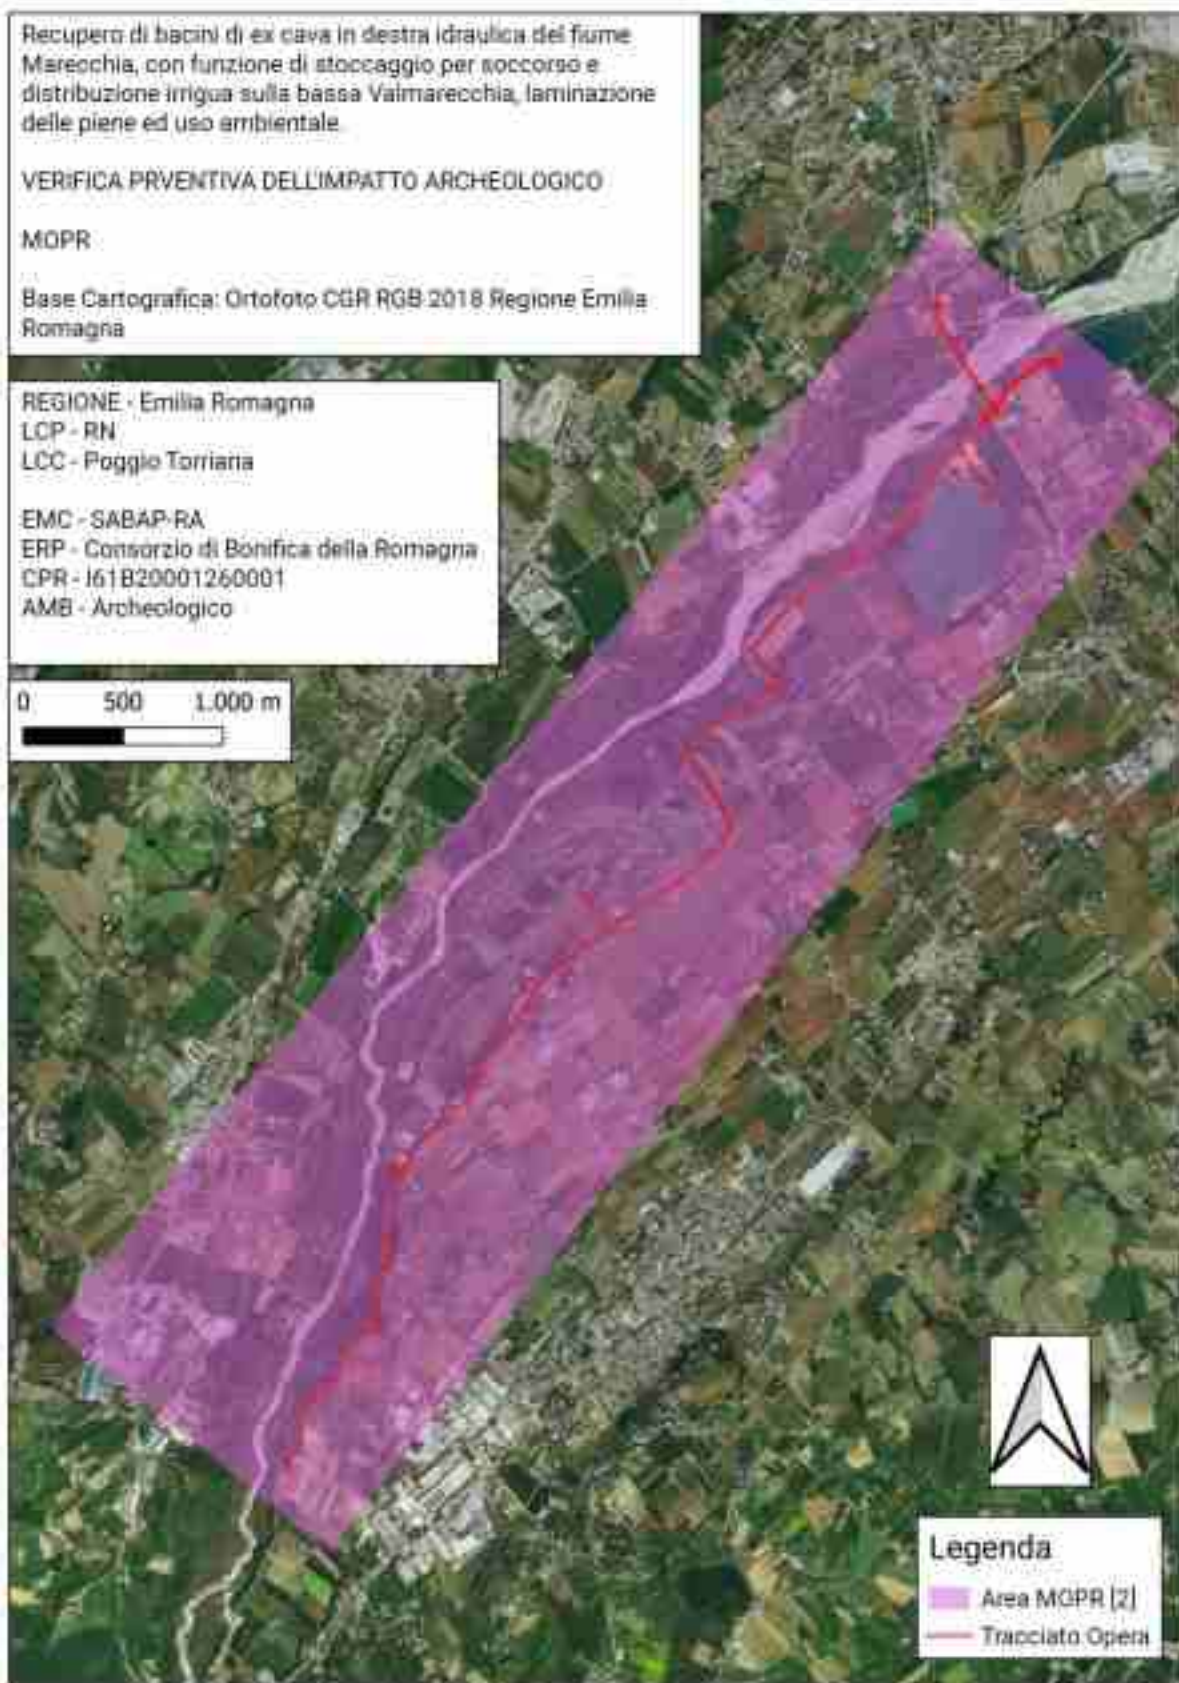 Recupero di bacini di ex cava in destra idraulica del fiume
Marecchia, con funzione di stoccaggio per soccorso e
distribuzione irrigua sulla bassa Valmarecchia, laminazione
delle piene ed uso ambientale.
VERIFICA PRVENTIVA DELL'IMPATTO ARCHEOLOGICO
MOPR
Base Cartografica: Ortofoto CGR RGB 2018 Regione Emilia
Romagna
REGIONE - Emilia Romagna
LCP - RN
LCC - Poggio Torriana
EMC - SABAP-RA
ERP - Consorzio di Bonifica della Romagna
CPR - I61B20001260001
AMB - Archeologico
0 500 1.000 m
Legenda
Area MOPR [2]
Tracciato Opera